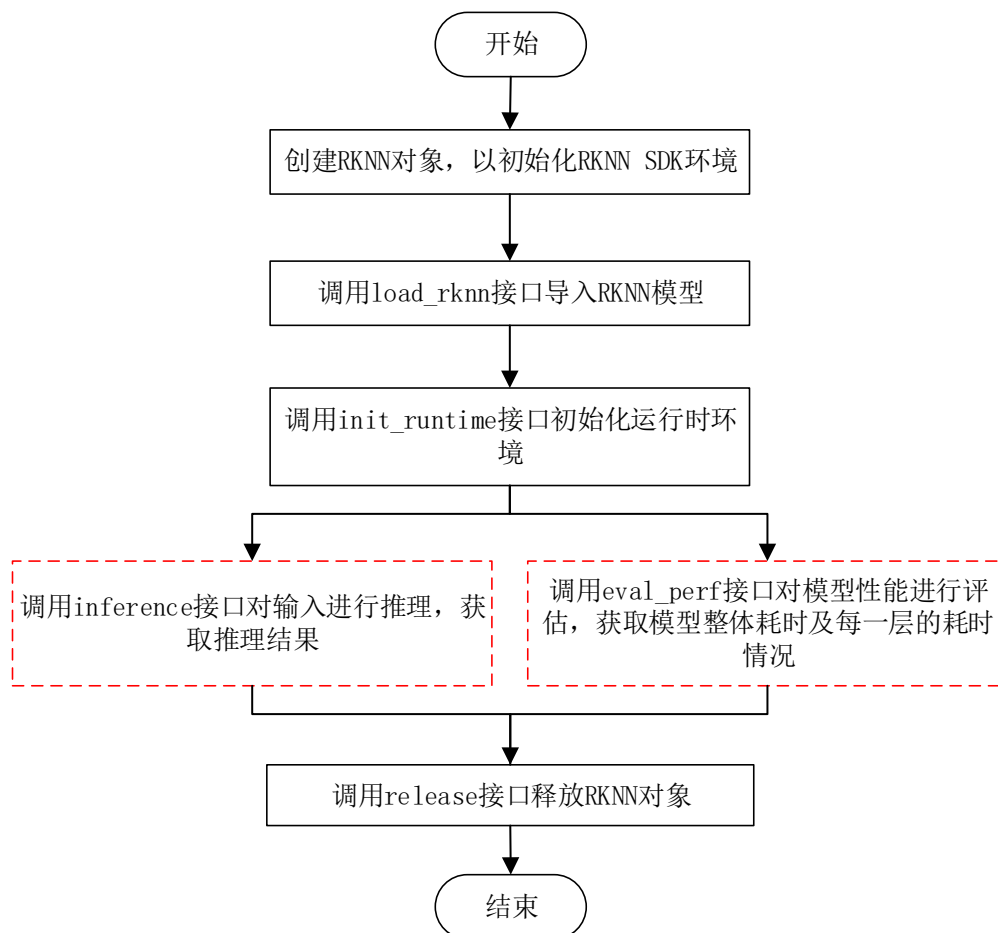 开始
创建RKNN对象，以初始化RKNN SDK环境
调用load_rknn接口导入RKNN模型
调用init_runtime接口初始化运行时环
境
调用inference接口对输入进行推理，获
取推理结果
调用eval_perf接口对模型性能进行评
估，获取模型整体耗时及每一层的耗时
情况
调用release接口释放RKNN对象
结束